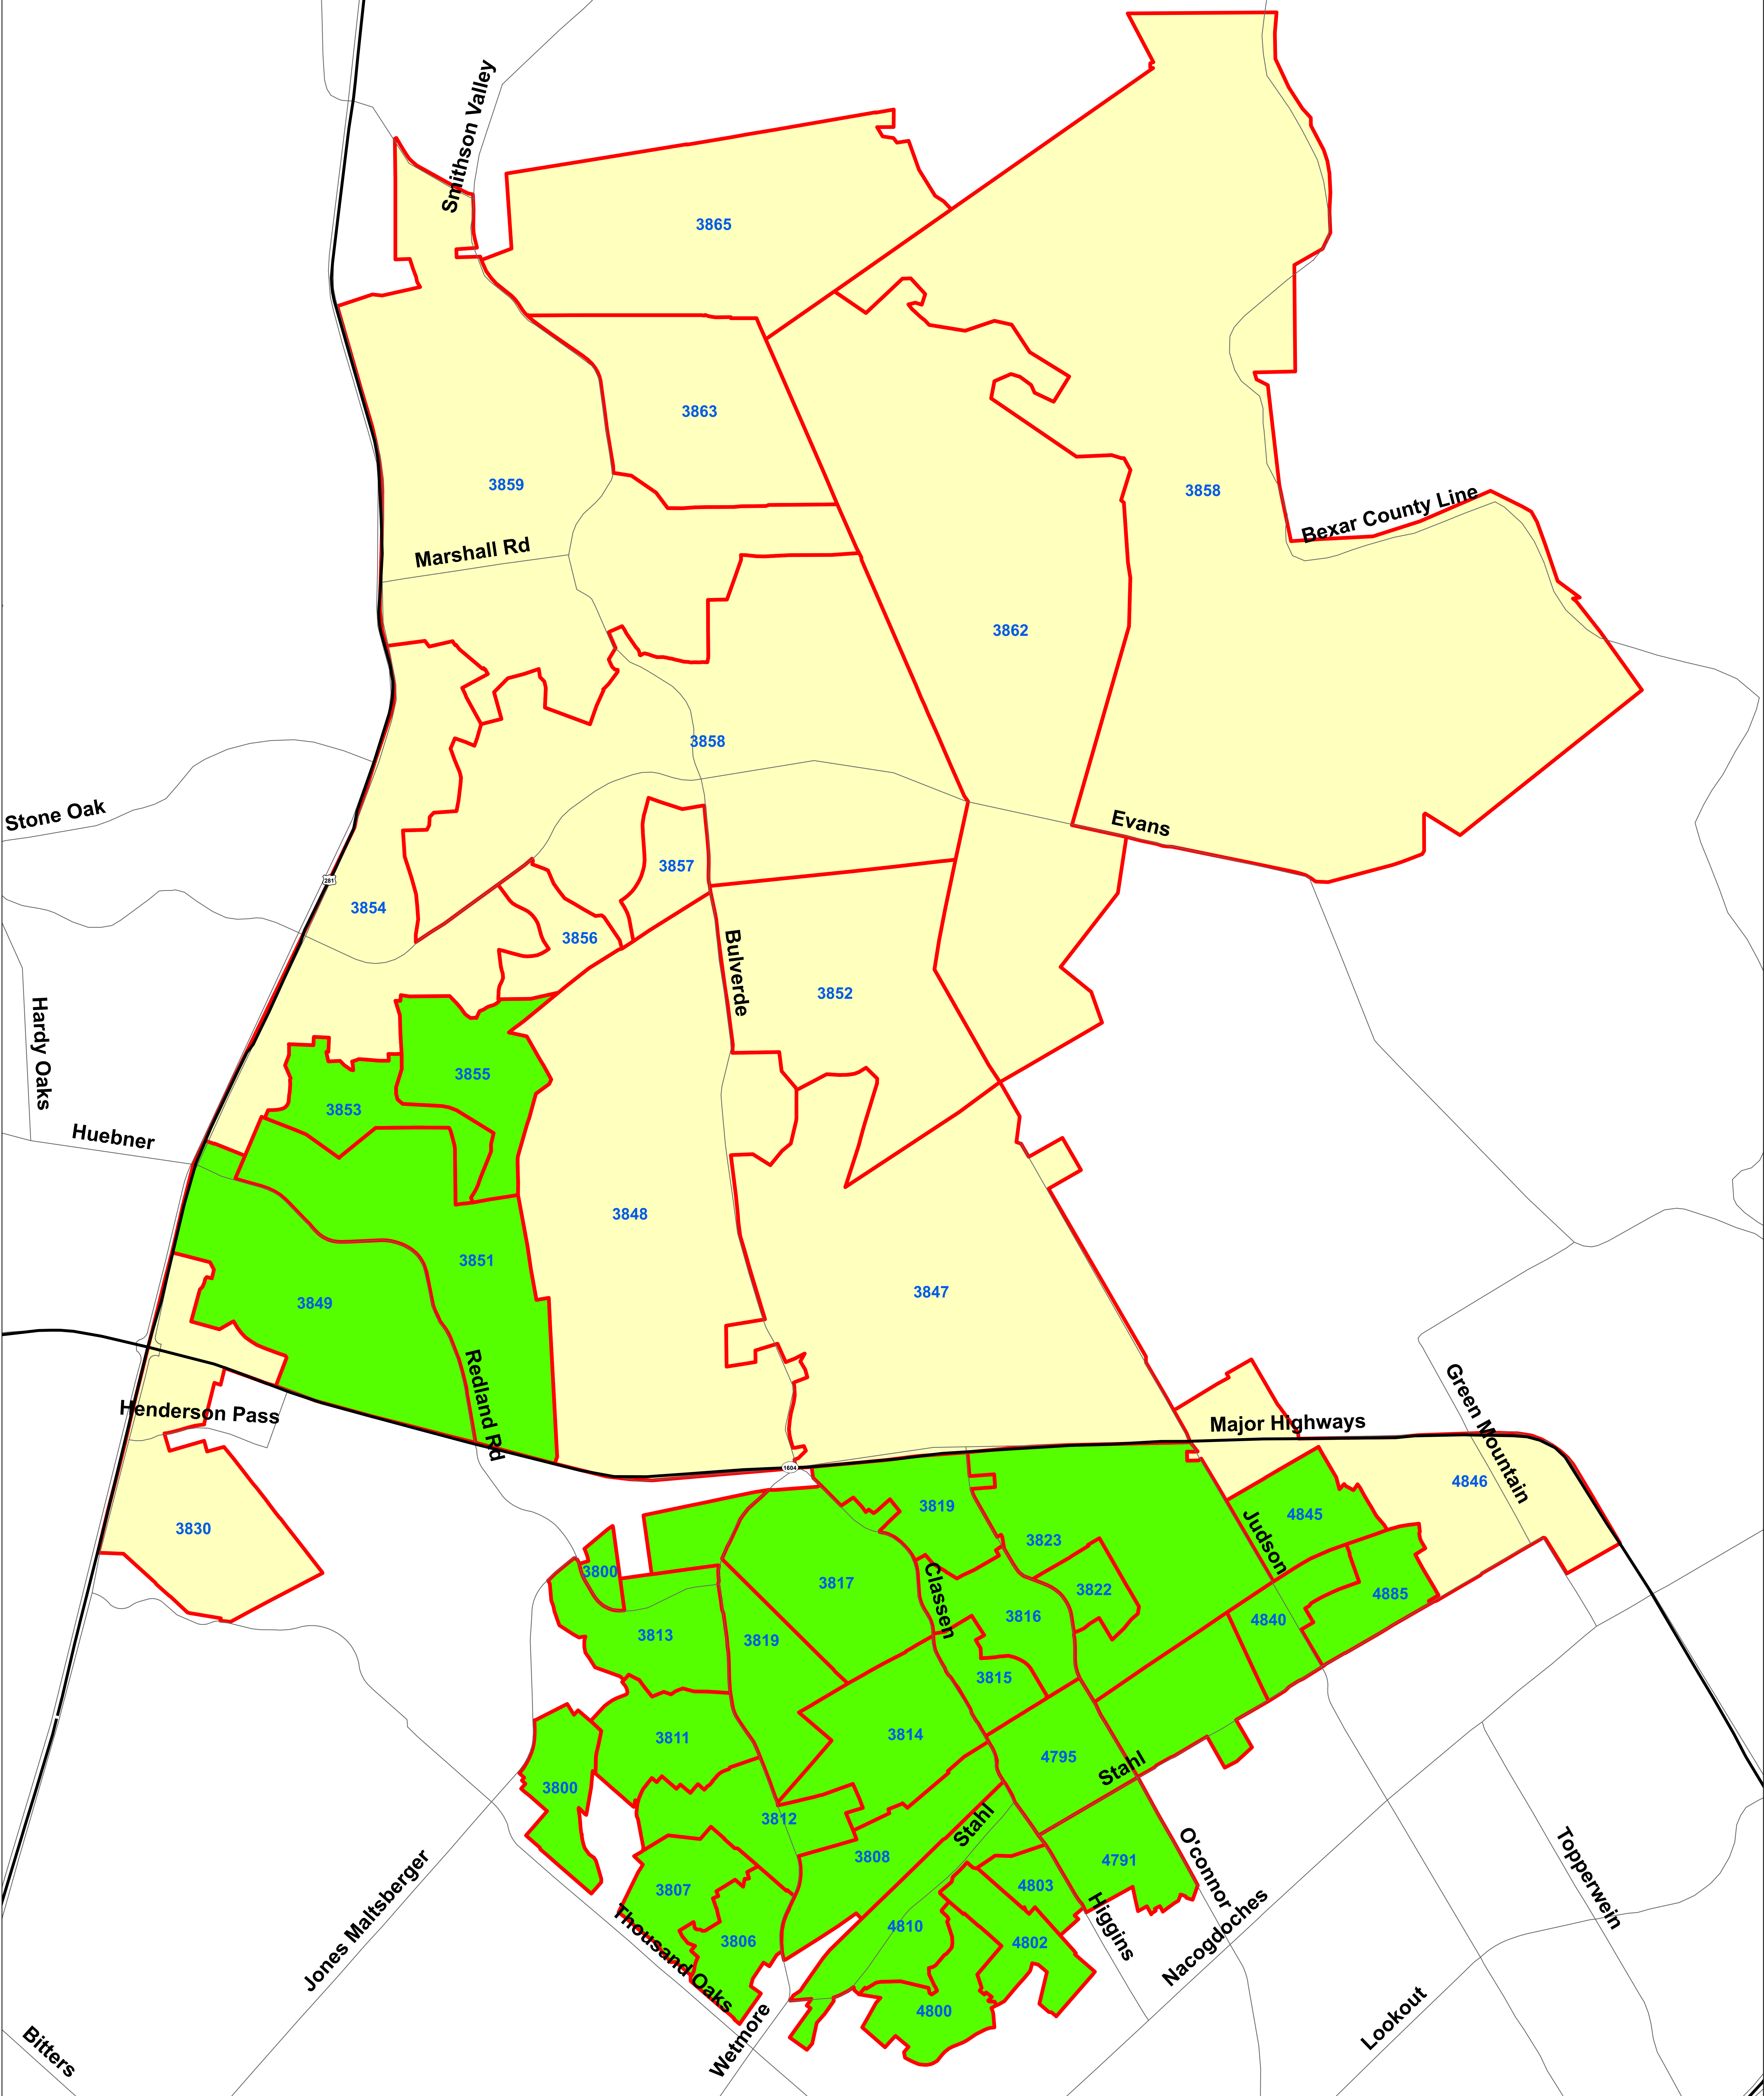 Smithson Valley
3865
3863
3859
3858
Bexar County Line
Marshall Rd
3862
3858
Stone Oak
Evans
3857
281
3854
3856
Bulverde
3852
Hardy Oaks
3855
3853
Huebner
3848
3851
3847
3849
Redland Rd
Henderson Pass
Major Highways
Green Mountain
1604
4846
3819
4845
3830
3823
Judson
3800
3817
Classen
3822
4885
3816
4840
3813
3819
3815
3811
3814
4795
Stahl
3800
3812
Stahl
3808
4791
O'connor
Topperwein
3807
4803
Jones Maltsberger
Thousand Oaks
3806
4810
4802
Higgins
Nacogdoches
4800
Wetmore
Lookout
Bitters